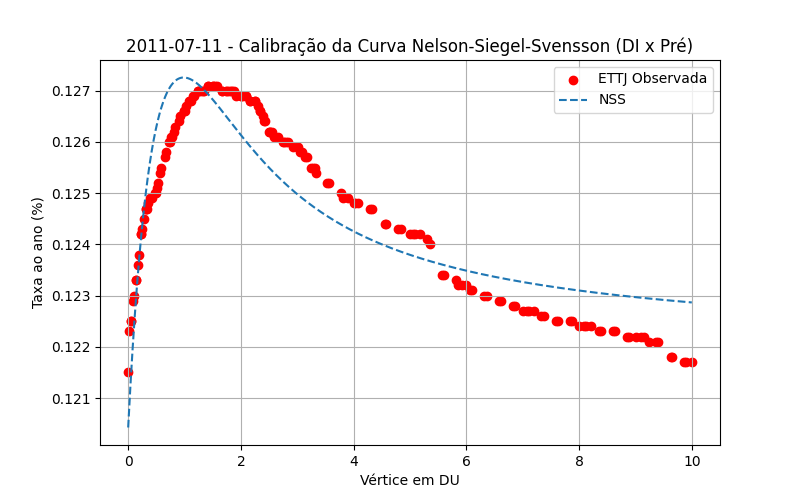 2011-07-11 - Calibração da Curva Nelson-Siegel-Svensson (DI x Pré)
ETTJ Observada
NSS
Taxa ao ano (%)
0.127
0.126
0.125
0.124
0.123
0.122
0.121
0 2 4 6 8 10
Vértice em DU